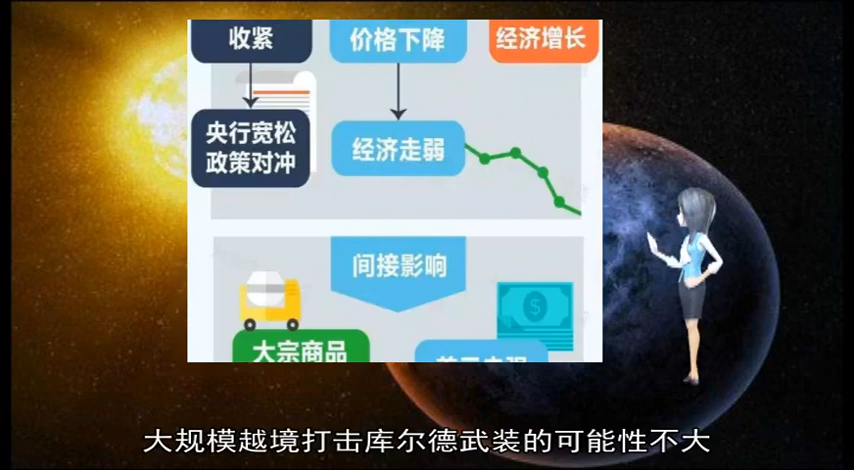 收紧
价格下降
经济增长
央行宽松
政策对冲
经济走弱
间接影响
大宗商品
大规模越境打击库尔德武装的可能性不大